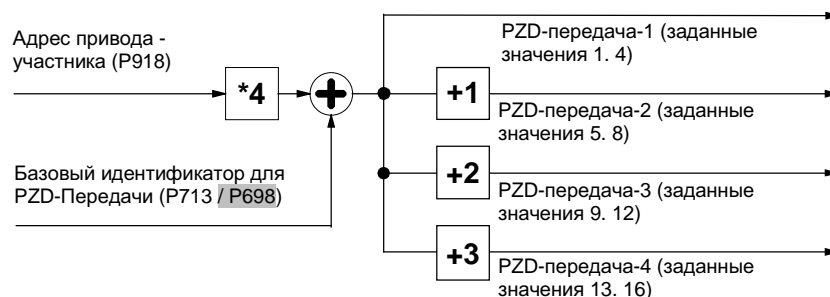 Адрес привода -
участника (P918)
*4
Базовый идентификатор для
PZD-Передачи (P713 / P698)
PZD-передача-1 (заданные
значения 1. 4)
+1
PZD-передача-2 (заданные
значения 5. 8)
+2
PZD-передача-3 (заданные
значения 9. 12)
+3
PZD-передача-4 (заданные
значения 13. 16)